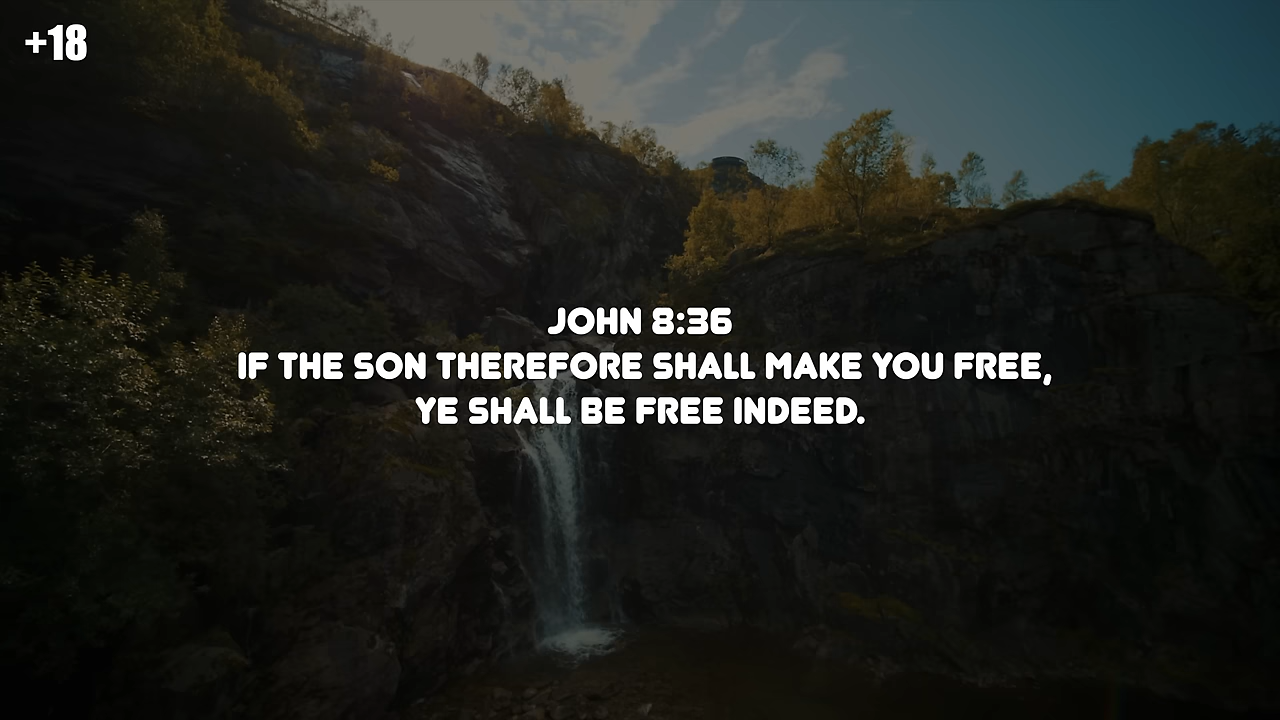 +18
JOHN 8:36
IF THE SON THEREFORE SHALL MAKE YOU FREE,
YE SHALL BE FREE INDEED.